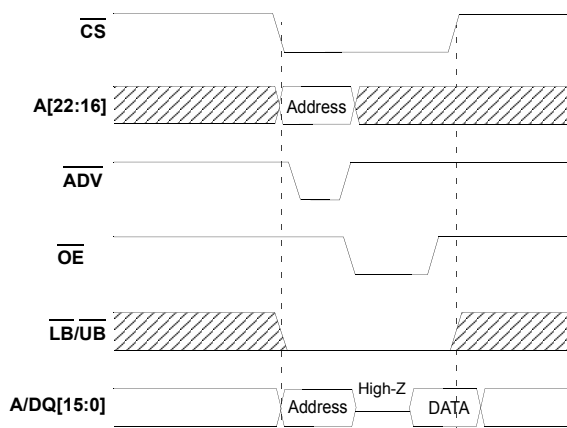 CS
A[22:16]
Address
ADV
OE
LB/UB
A/DQ[15:0]
Address
High-Z
DATA